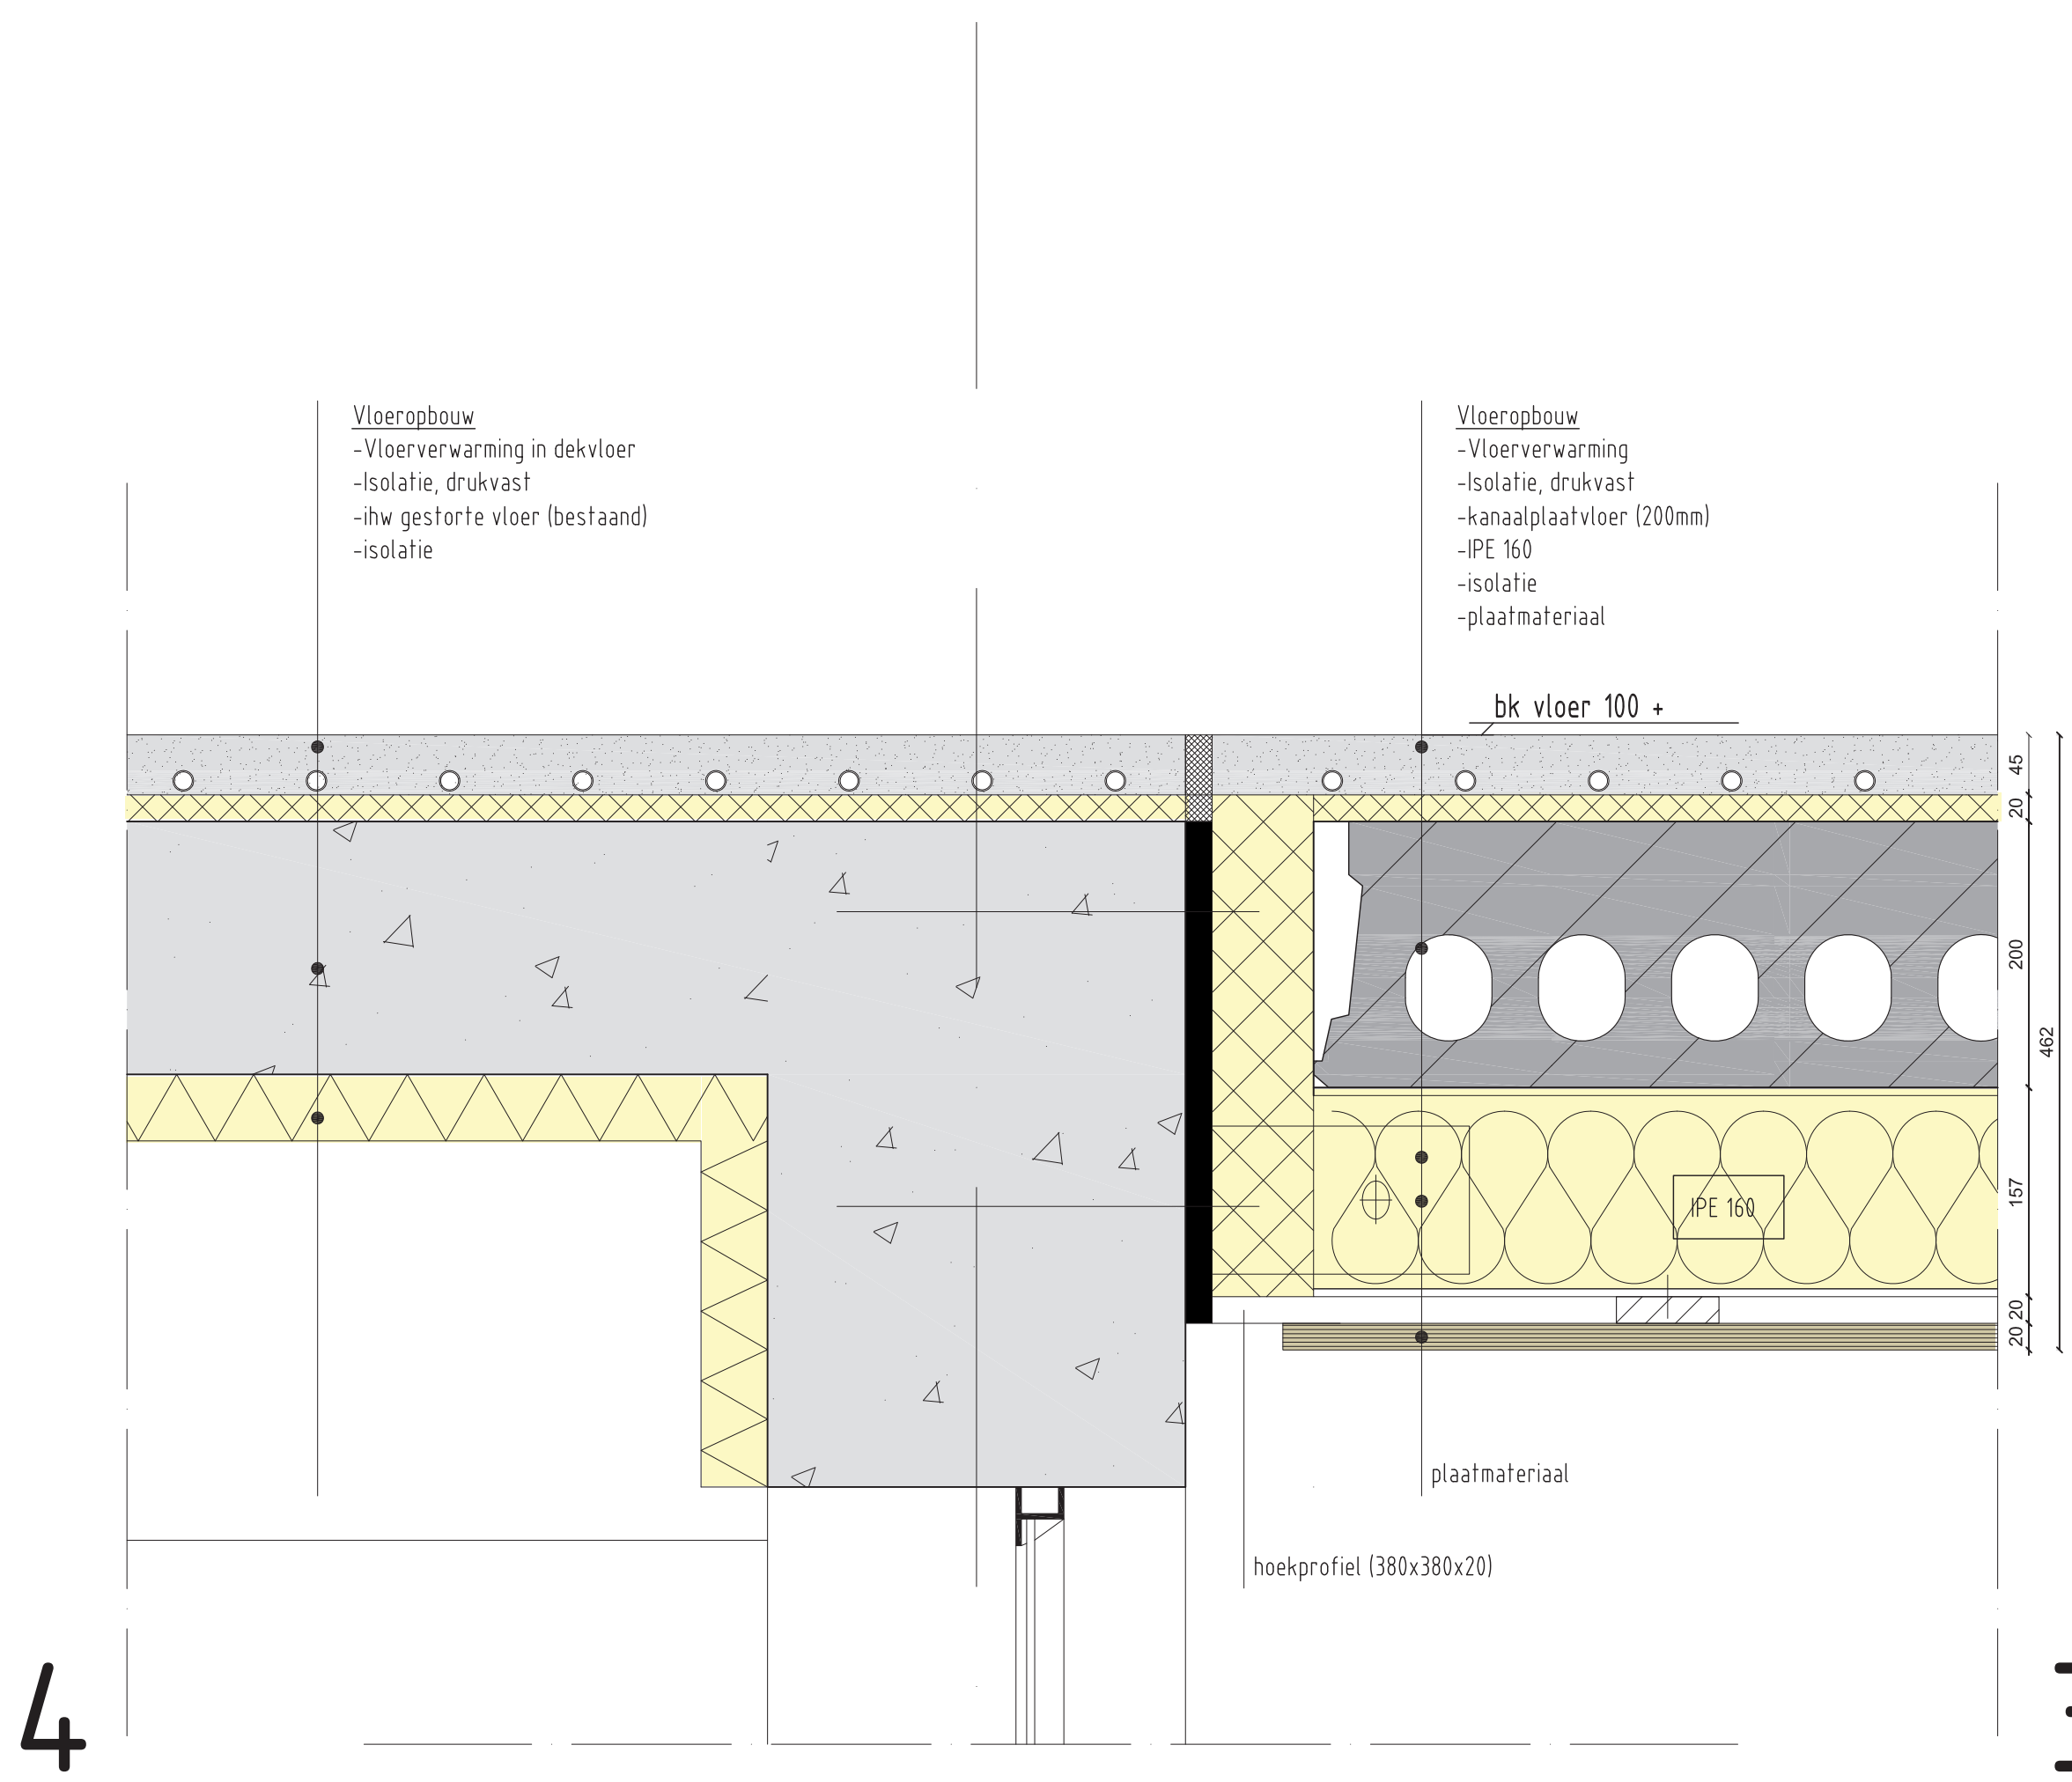 Vloeropbouw
-Vloerverwarming in dekvloer
-Isolatie, drukvast
-ihw gestorte vloer (bestaand)
-isolatie
Vloeropbouw
-Vloerverwarming
-Isolatie, drukvast
-kanaalplaatvloer (200mm)
-IPE 160
-isolatie
-plaatmateriaal
bk vloer 100 +
45
20
200
462
157
IPE 160
20
20
plaatmateriaal
hoekprofiel (380x380x20)
4